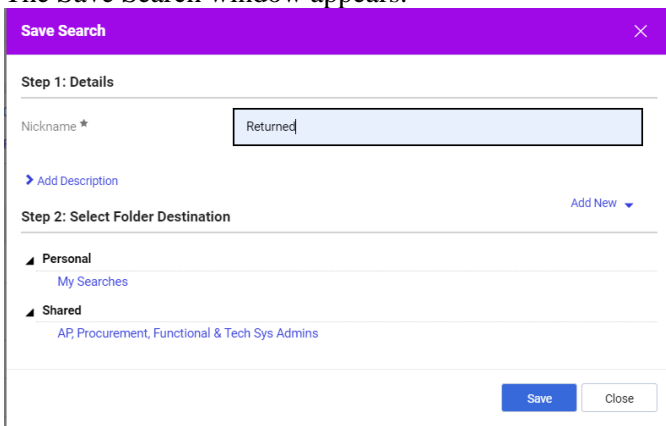 The Save Search window appears.
Save Search
Step 1: Details
Nickname ★ Returned
Add Description
Add New
Step 2: Select Folder Destination
Personal
My Searches
Shared
AP, Procurement, Functional & Tech Sys Admins
Save Close